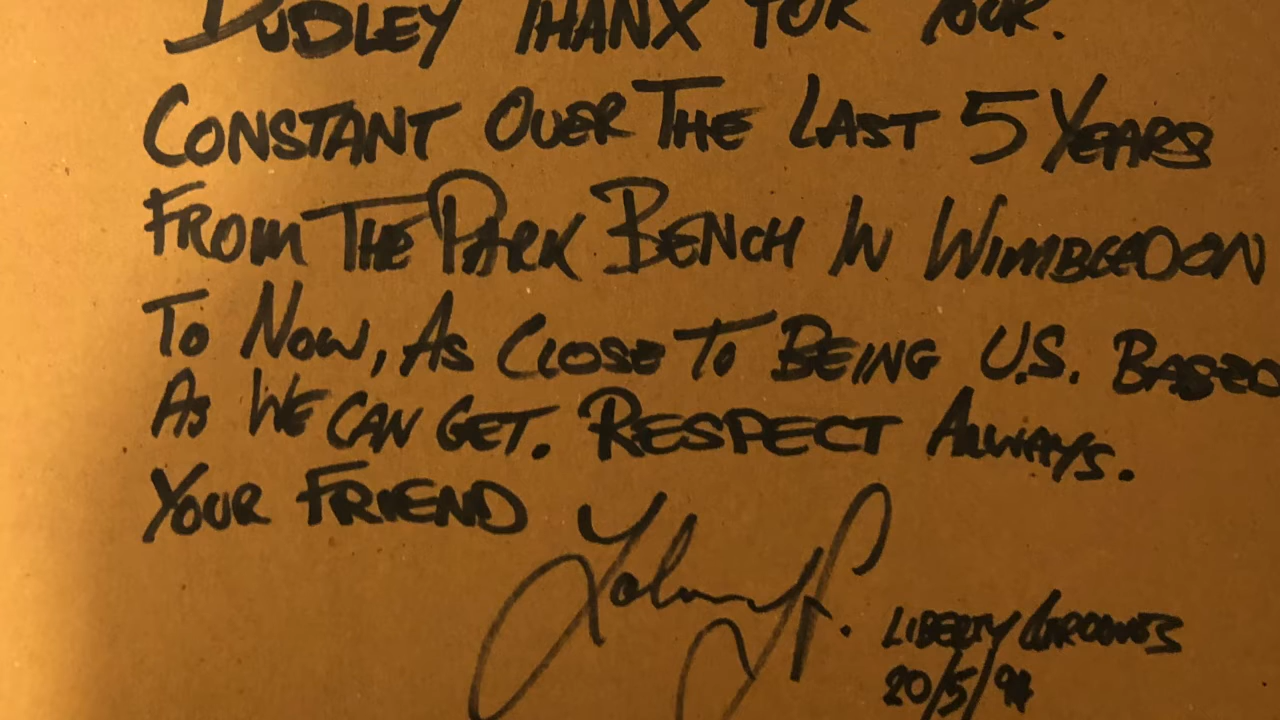 DUDLEY THANX FOR YOUR.
CONSTANT OVER THE LAST 5 YEARS
FROM THE PARK BENCH IN WIMBLEDON
TO NOW, AS CLOSE TO BEING U.S. BASED
AS WE CAN GET. RESPECT ALWAYS.
YOUR FRIEND
Johnny F.
LIBERTY GROOVES
20/5/94